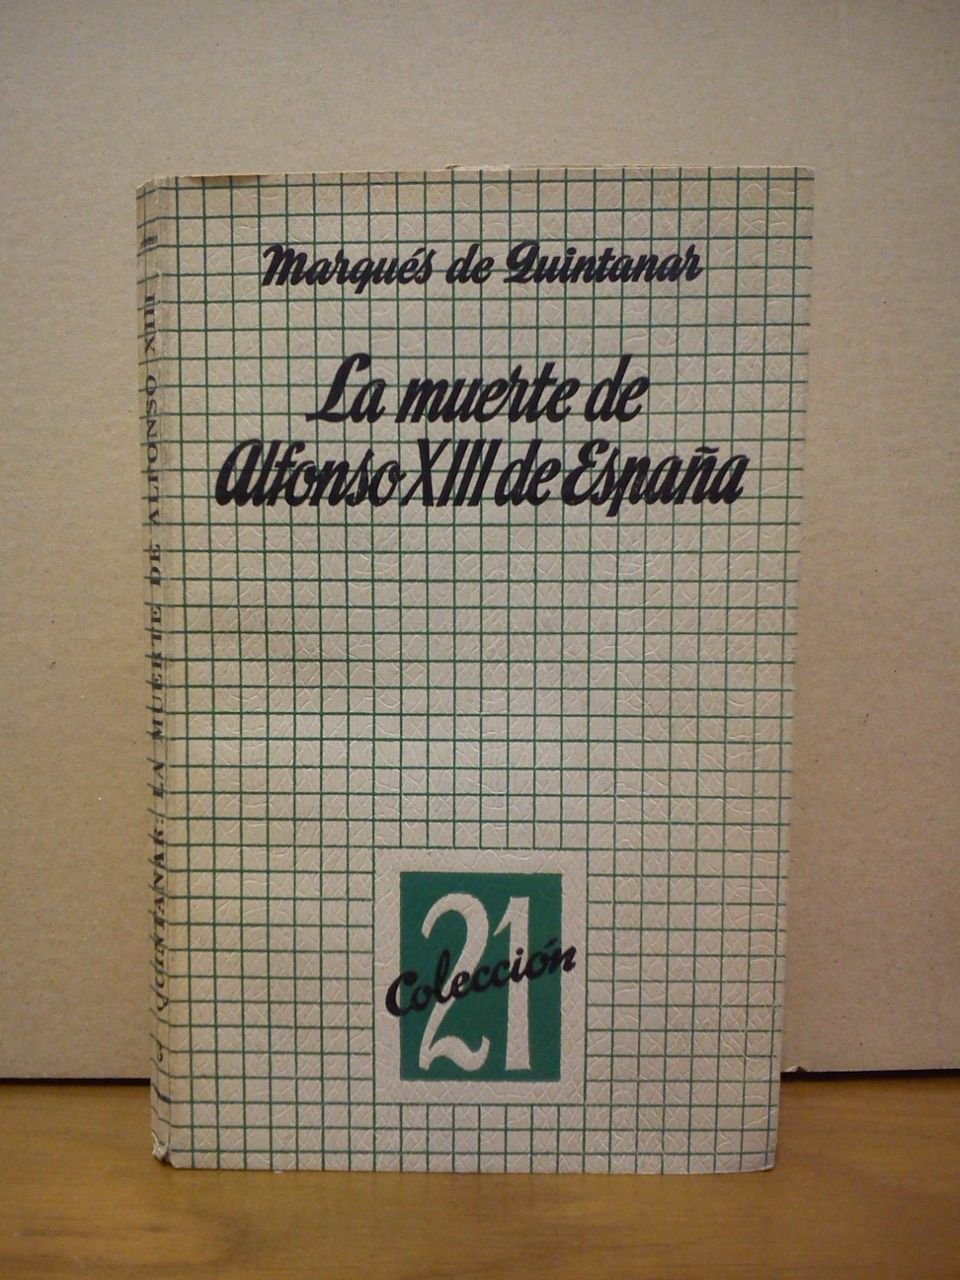 Marqués de Quintanar
La muerte de
Alfonso XIII de España
21
Colección
QUINTANAR: LA MUERTE DE ALFONSO XIII